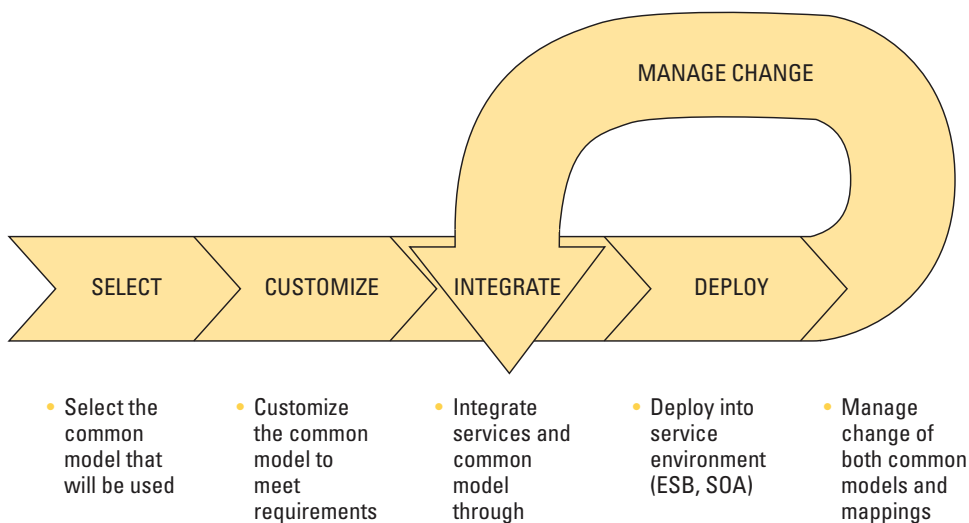 MANAGE CHANGE
SELECT
CUSTOMIZE
INTEGRATE
DEPLOY
• Select the
common
model that
will be used
• Customize
the common
model to
meet
requirements
• Integrate
services and
common
model
through
• Deploy into
service
environment
(ESB, SOA)
• Manage
change of
both common
models and
mappings